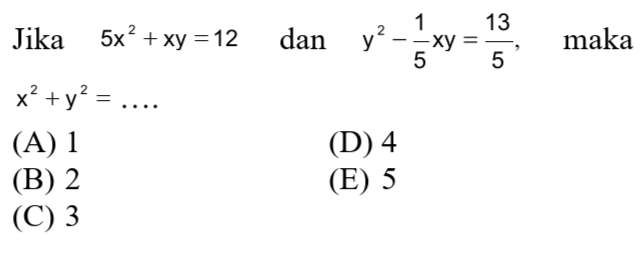 Jika 5x² + xy = 12 dan y² − 1/5 xy = 13/5, maka
x² + y² = ....
(A) 1 (D) 4
(B) 2 (E) 5
(C) 3